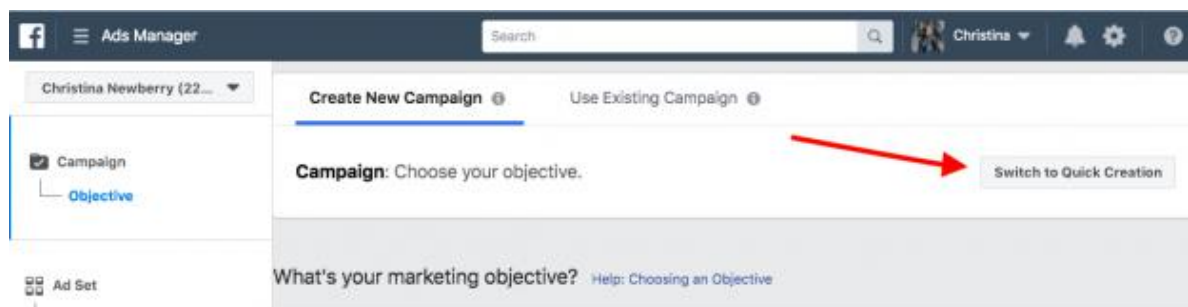 f Ads Manager Search Christina
Christina Newberry (22...
Create New Campaign Use Existing Campaign
Campaign
Objective
Campaign: Choose your objective.
Switch to Quick Creation
What's your marketing objective? Help: Choosing an Objective
Ad Set